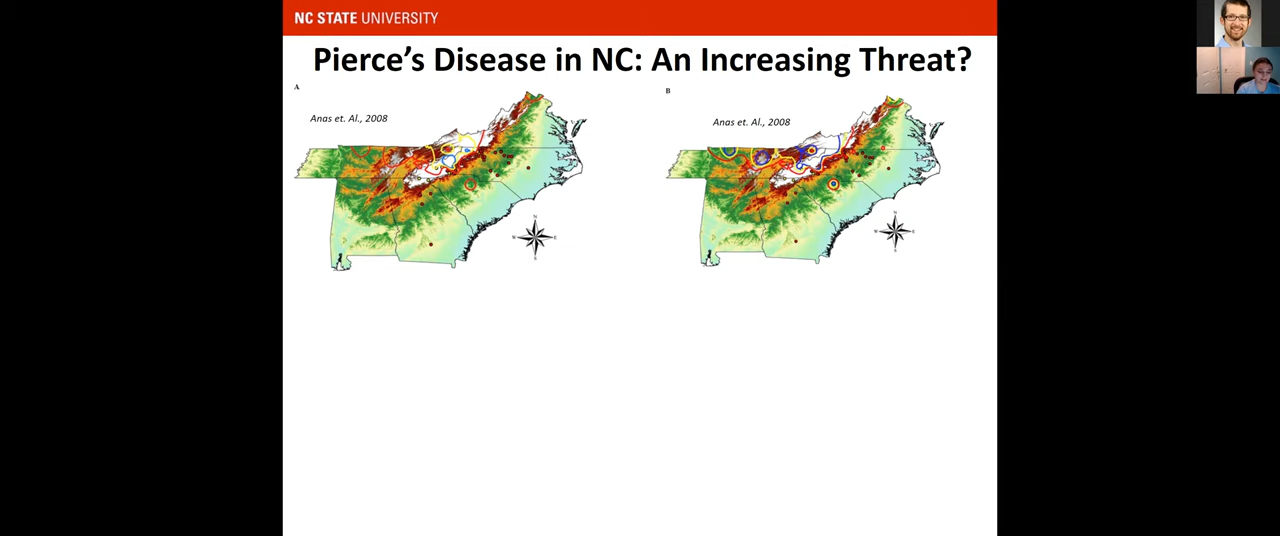 NC STATE UNIVERSITY
Pierce's Disease in NC: An Increasing Threat?
A
B
Anas et. Al., 2008
Anas et. Al., 2008
N
W
E
S
N
W
E
S